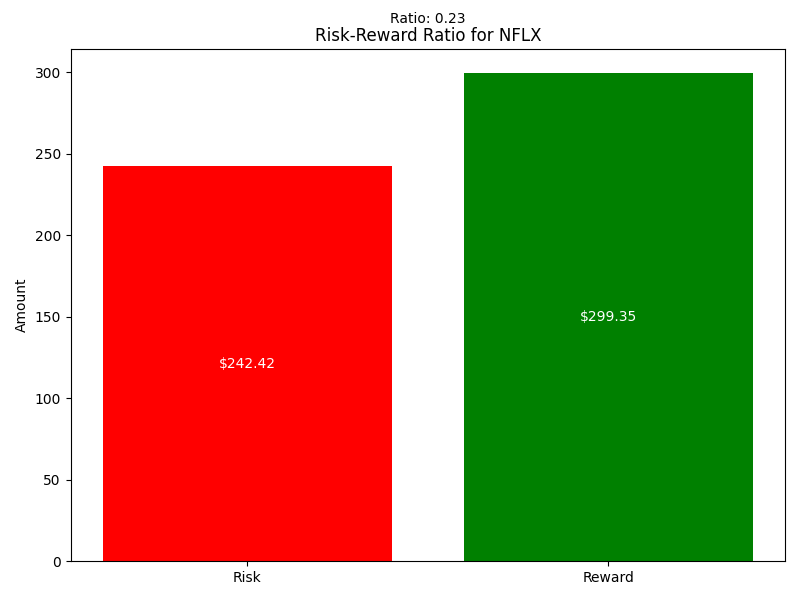 Ratio: 0.23
Risk-Reward Ratio for NFLX
Amount
300
250
200
150
100
50
0
$242.42
$299.35
Risk
Reward